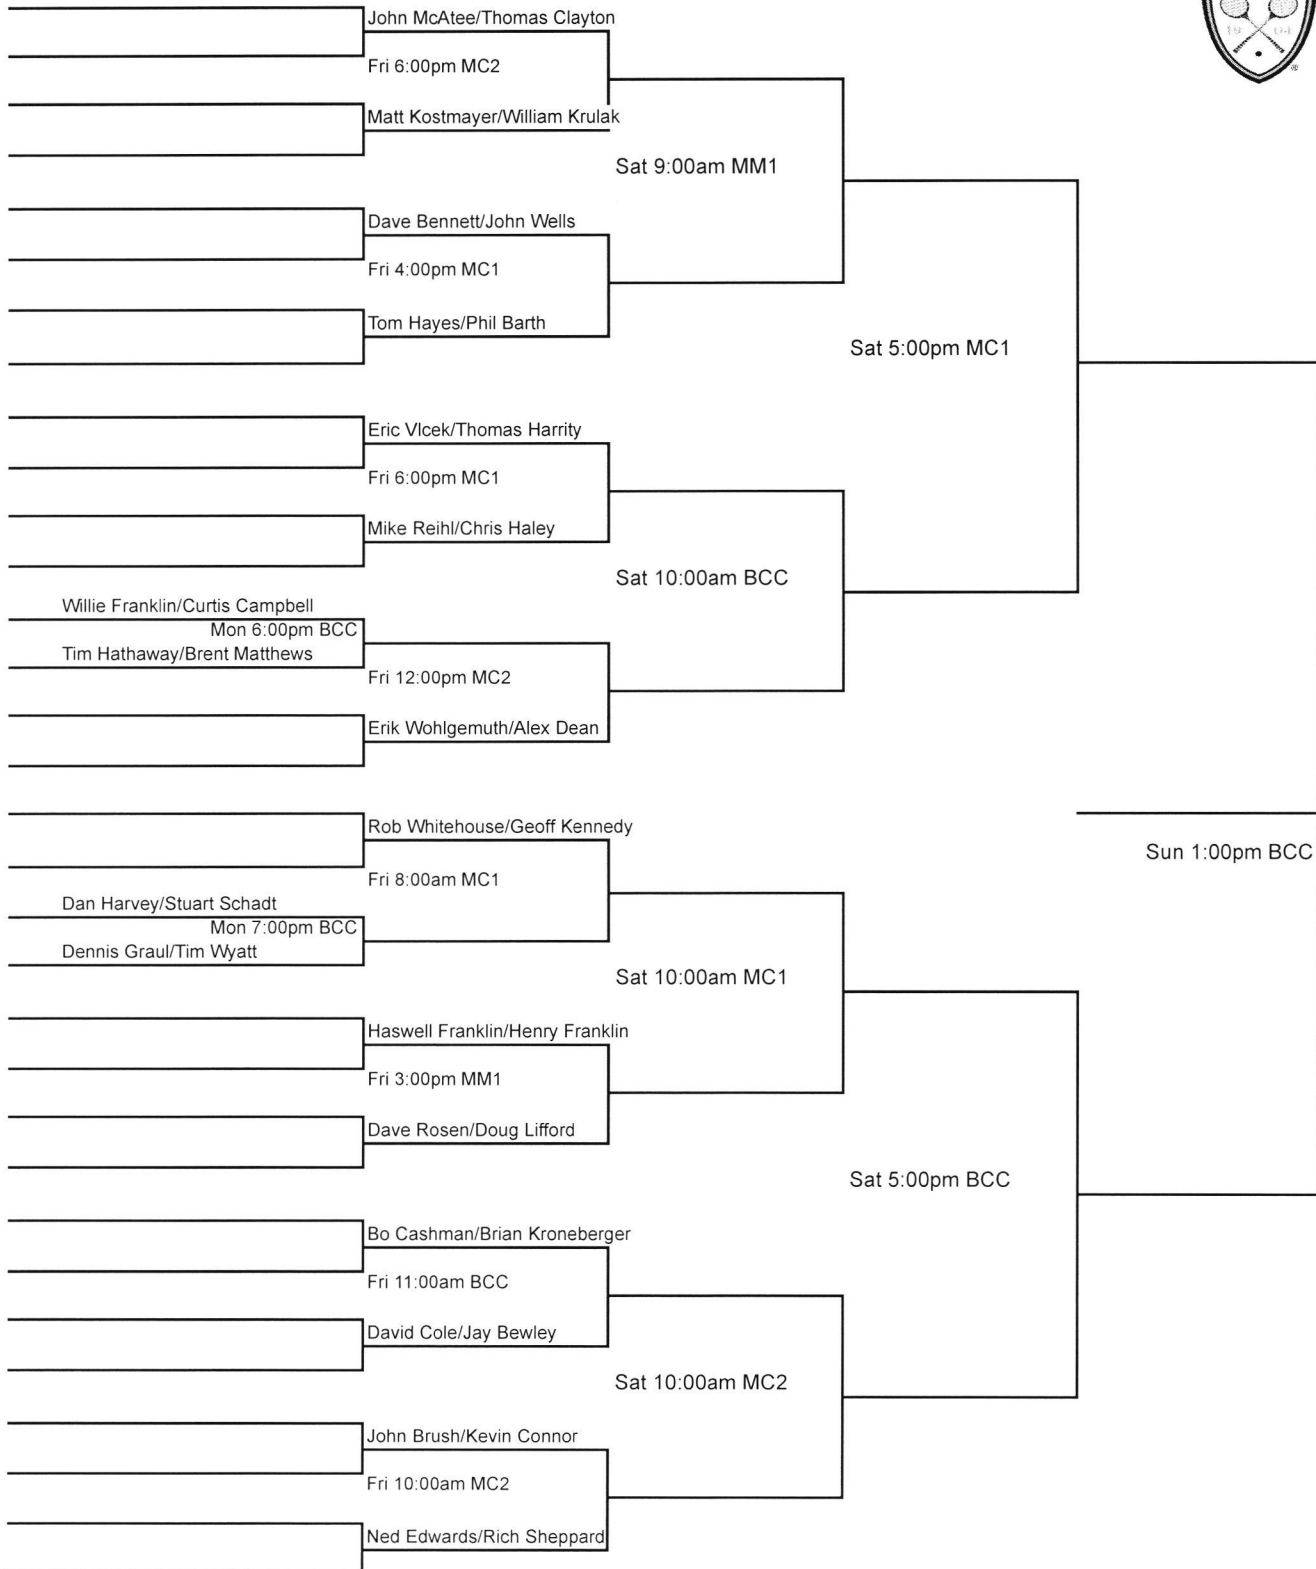 John McAtee/Thomas Clayton
Fri 6:00pm MC2
Matt Kostmayer/William Krulak
Sat 9:00am MM1
Dave Bennett/John Wells
Fri 4:00pm MC1
Tom Hayes/Phil Barth
Sat 5:00pm MC1
Eric Vlcek/Thomas Harrity
Fri 6:00pm MC1
Mike Reihl/Chris Haley
Sat 10:00am BCC
Willie Franklin/Curtis Campbell
Mon 6:00pm BCC
Tim Hathaway/Brent Matthews
Fri 12:00pm MC2
Erik Wohlgemuth/Alex Dean
Rob Whitehouse/Geoff Kennedy
Sun 1:00pm BCC
Fri 8:00am MC1
Dan Harvey/Stuart Schadt
Mon 7:00pm BCC
Dennis Graul/Tim Wyatt
Sat 10:00am MC1
Haswell Franklin/Henry Franklin
Fri 3:00pm MM1
Dave Rosen/Doug Lifford
Sat 5:00pm BCC
Bo Cashman/Brian Kroneberger
Fri 11:00am BCC
David Cole/Jay Bewley
Sat 10:00am MC2
John Brush/Kevin Connor
Fri 10:00am MC2
Ned Edwards/Rich Sheppard